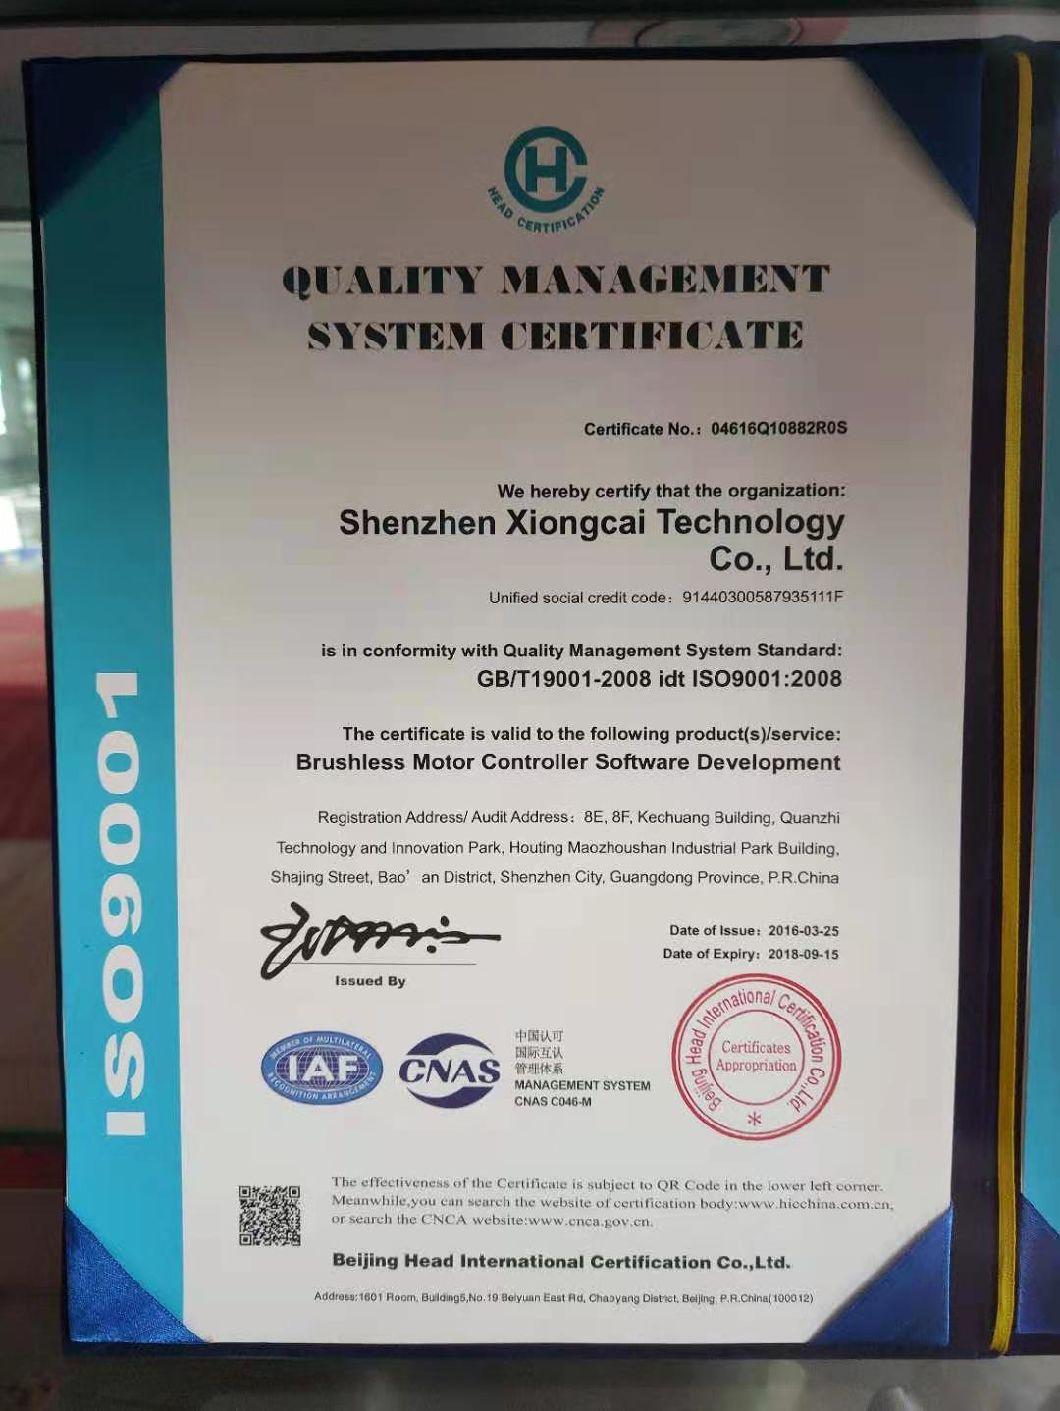 CH
HEAD CERTIFICATION
QUALITY MANAGEMENT
SYSTEM CERTIFICATE
Certificate No.: 04616Q10882R0S
We hereby certify that the organization:
Shenzhen Xiongcai Technology
Co., Ltd.
Unified social credit code: 91440300587935111F
is in conformity with Quality Management System Standard:
GB/T19001-2008 idt ISO9001:2008
The certificate is valid to the following product(s)/service:
Brushless Motor Controller Software Development
Registration Address/ Audit Address: 8E, 8F, Kechuang Building, Quanzhi
Technology and Innovation Park, Houting Maozhoushan Industrial Park Building,
Shajing Street, Bao' an District, Shenzhen City, Guangdong Province, P.R.China
Date of Issue: 2016-03-25
Date of Expiry: 2018-09-15
Issued By
ISO9001
MEMBER OF MULTILATERAL
IAF
RECOGNITION ARRANGEMENT
CNAS
中国认可
国际互认
管理体系
MANAGEMENT SYSTEM
CNAS C046-M
Beijing Head International Certification Co.,Ltd.
Certificates
Appropriation
The effectiveness of the Certificate is subject to QR Code in the lower left corner.
Meanwhile,you can search the website of certification body:www.hicchina.com.cn,
or search the CNCA website:www.cnca.gov.cn.
Beijing Head International Certification Co.,Ltd.
Address:1601 Room, Building5,No.19 Beiyuan East Rd, Chaoyang District, Beijing, P.R.China(100012)